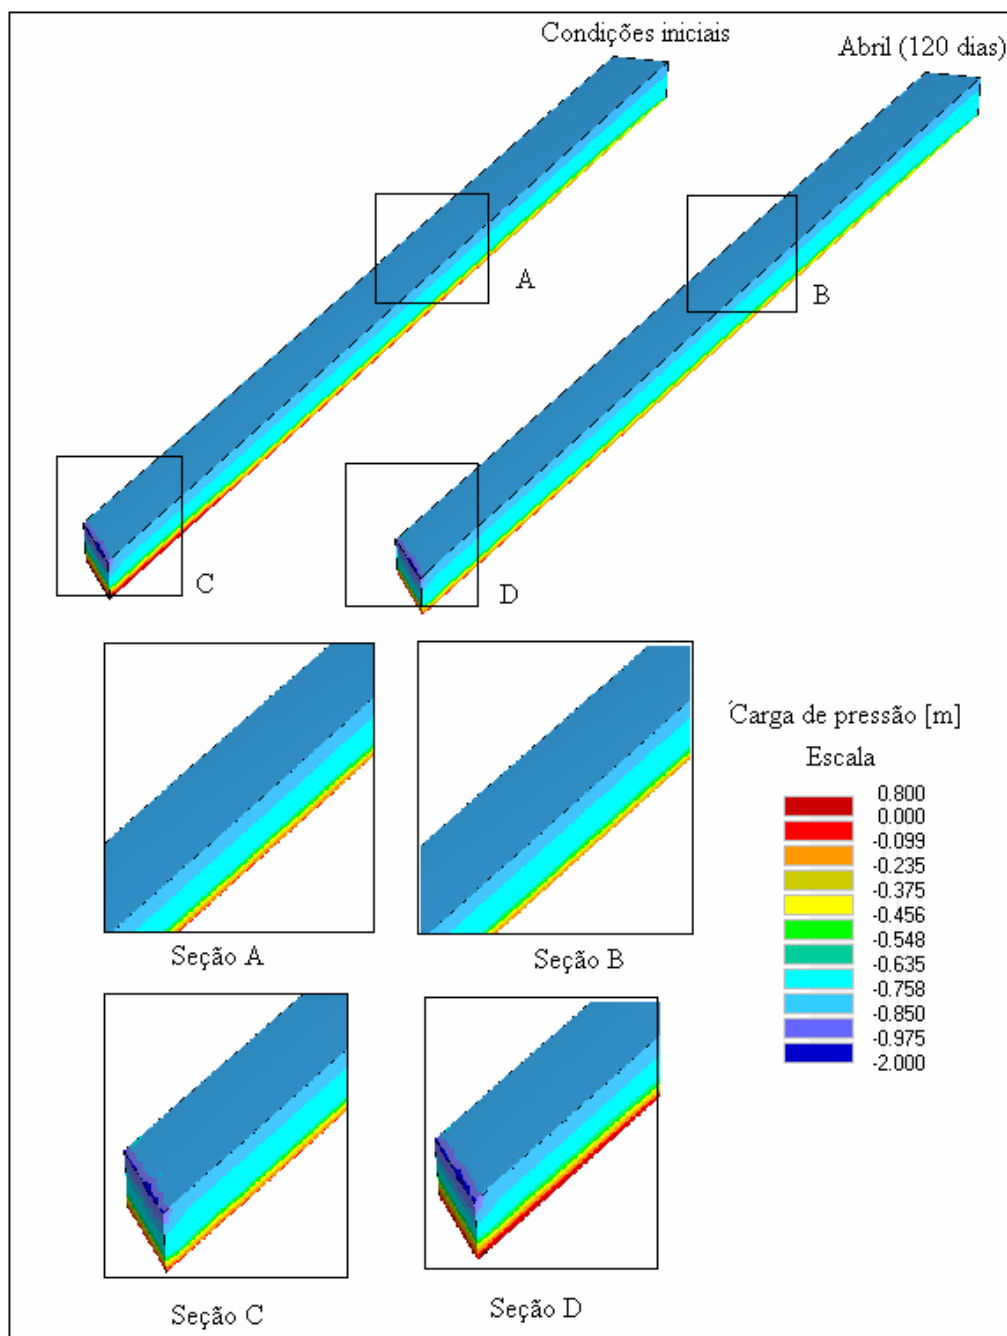 Condições iniciais
Abril (120 dias)
A
B
C
D
Seção A
Seção B
Carga de pressão [m]
Escala
0.800
0.000
-0.099
-0.235
-0.375
-0.456
-0.548
-0.635
-0.758
-0.850
-0.975
-2.000
Seção C
Seção D